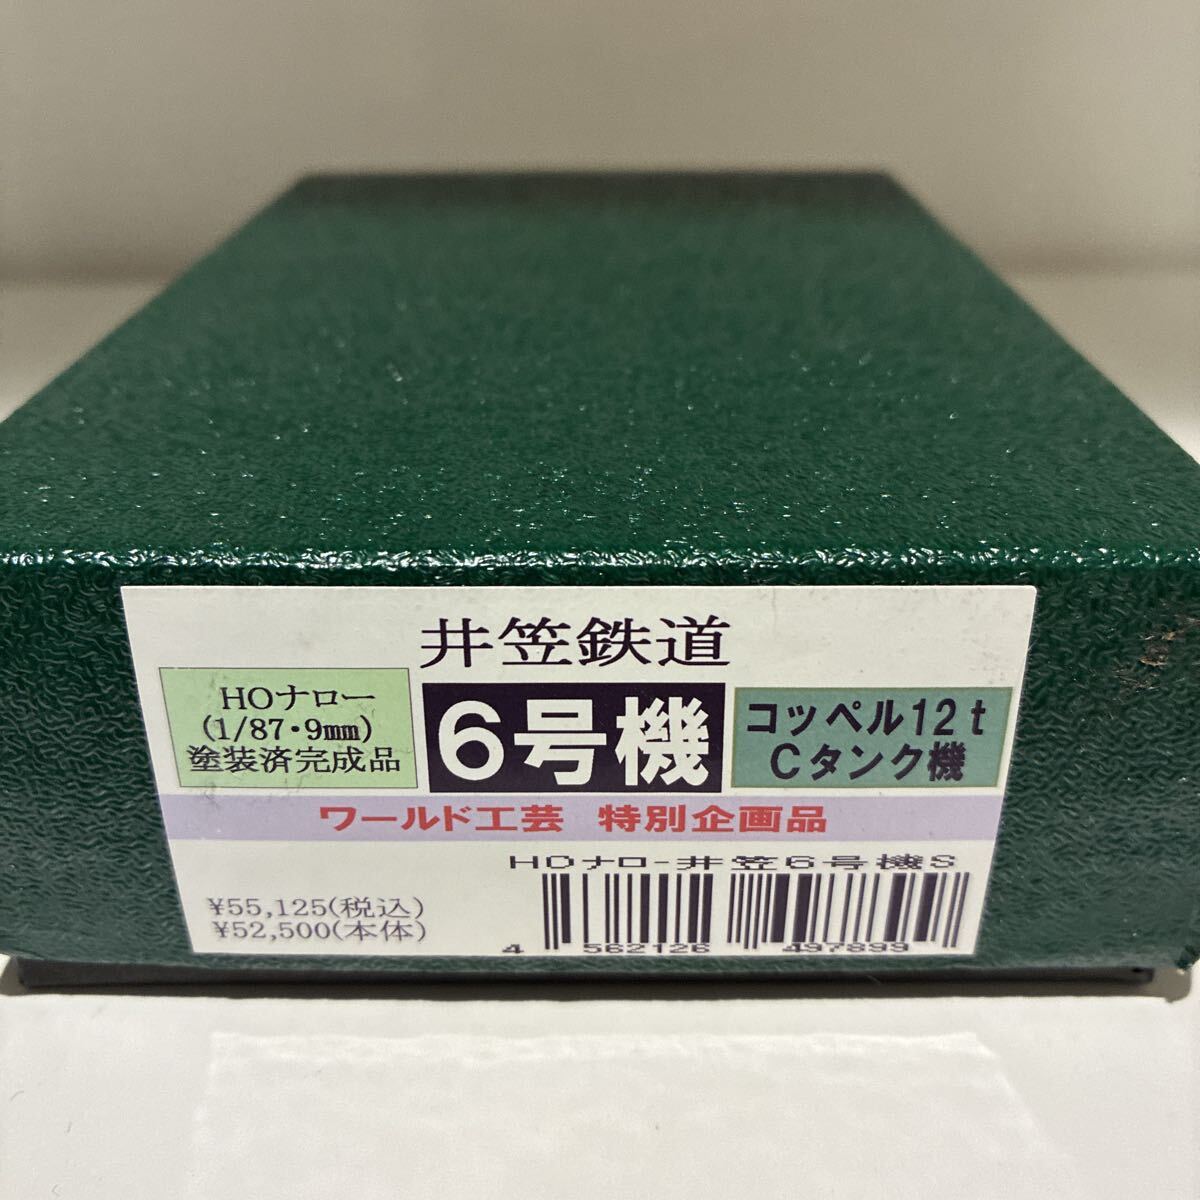 井笠鉄道
HOナロー
(1/87・9㎜)
塗装済完成品
6号機
コッペル12t
Cタンク機
ワールド工芸 特別企画品
HOナロ-井笠6号機S
¥55,125(税込)
¥52,500(本体)
4 562126 497899